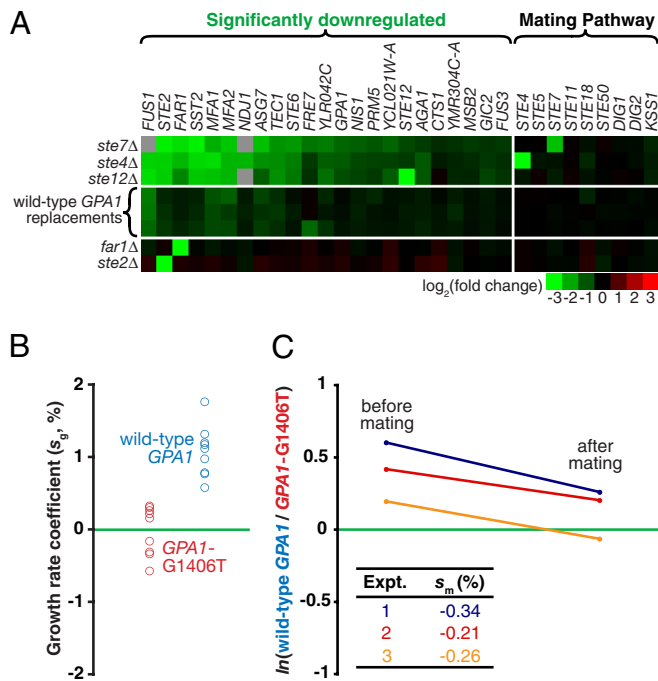 A
Significantly downregulated
Mating Pathway
FUS1 STE2 FAR1 SST2 MFA1 MFA2 NDJ1 ASG7 TEC1 STE6 FRE7 YLR042C GPA1 NIS1 PRM5 YCL021W-A STE12 AGA1 CTS1 YMR304C-A MSB2 GIC2 FUS3 STE4 STE5 STE7 STE11 STE18 STE50 DIG1 DIG2 KSS1
ste7Δ
ste4Δ
ste12Δ
wild-type GPA1
replacements
far1Δ
ste2Δ
log2(fold change)
-3 -2 -1 0 1 2 3
B
Growth rate coefficient (sg, %)
2
1
0
-1
-2
wild-type
GPA1
GPA1-
G1406T
C
ln(wild-type GPA1 / GPA1-G1406T)
1
0.5
0
-0.5
-1
before
mating
after
mating
Expt. sm (%)
1 -0.34
2 -0.21
3 -0.26